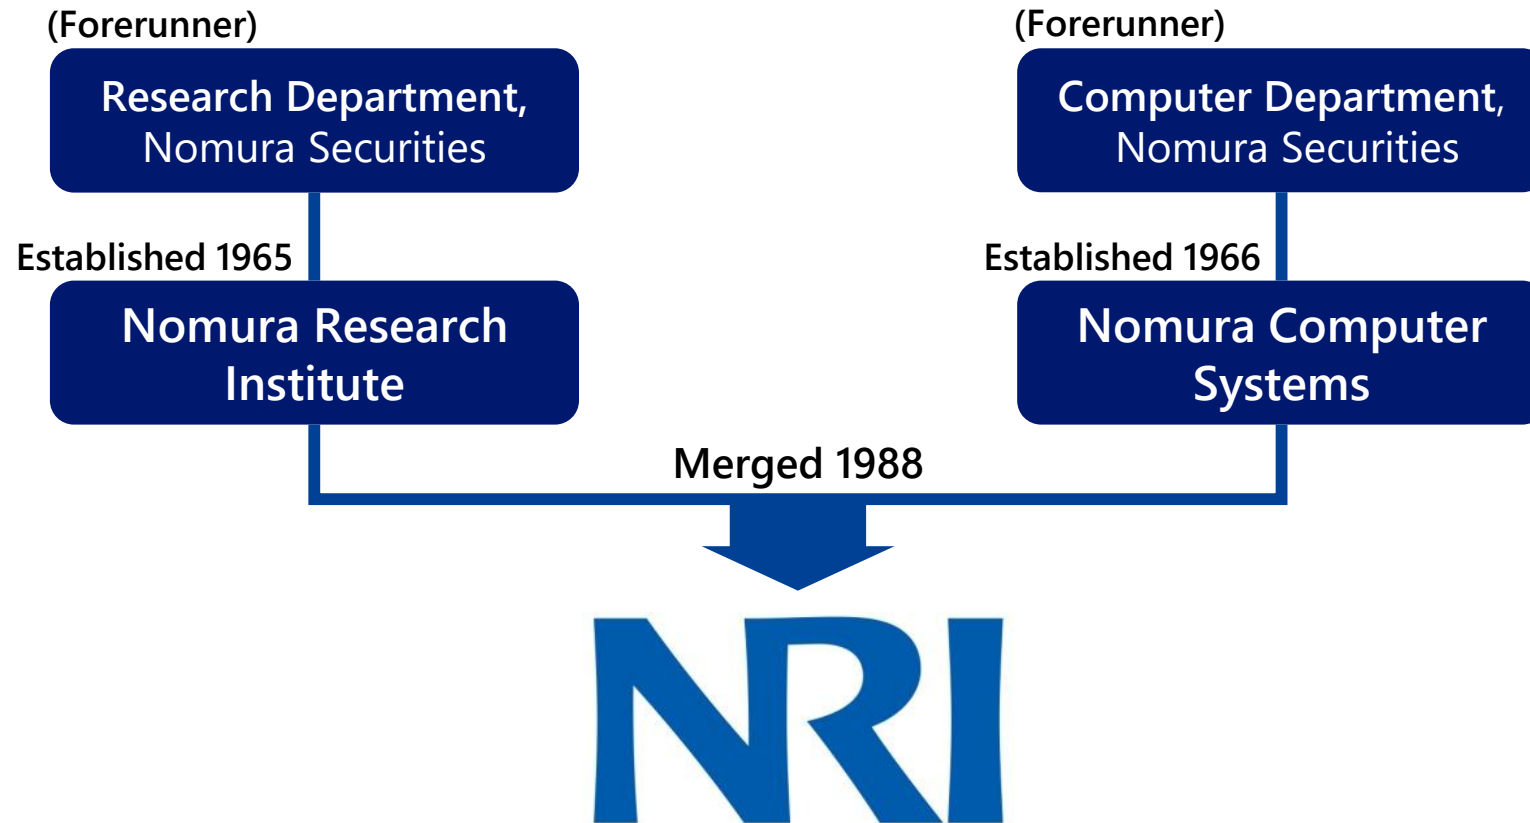 (Forerunner)
Research Department,
Nomura Securities
Established 1965
Nomura Research
Institute
(Forerunner)
Computer Department,
Nomura Securities
Established 1966
Nomura Computer
Systems
Merged 1988
NRI